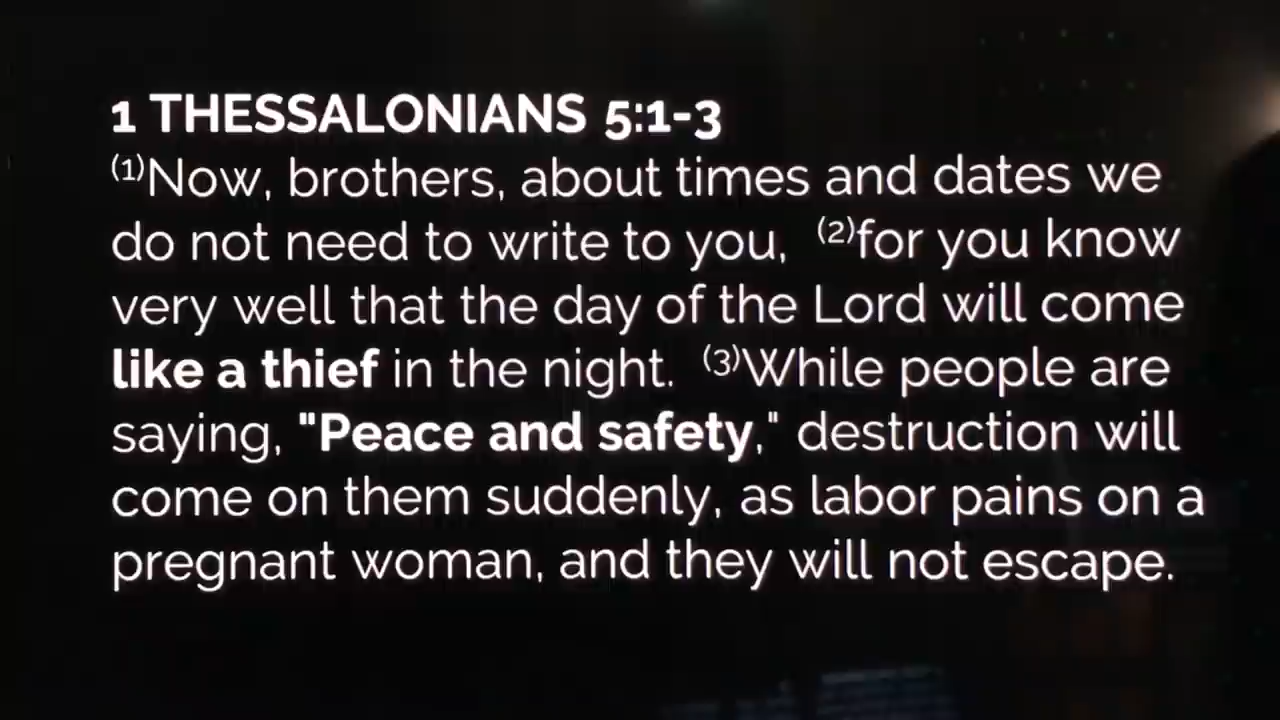 1 THESSALONIANS 5:1-3
(1)Now, brothers, about times and dates we
do not need to write to you, (2)for you know
very well that the day of the Lord will come
like a thief in the night. (3)While people are
saying, "Peace and safety," destruction will
come on them suddenly, as labor pains on a
pregnant woman, and they will not escape.